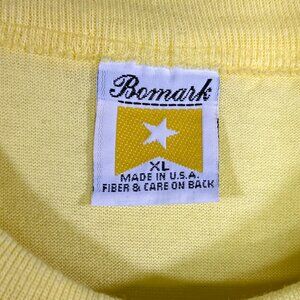 Bomark
XL
MADE IN U.S.A.
FIBER & CARE ON BACK